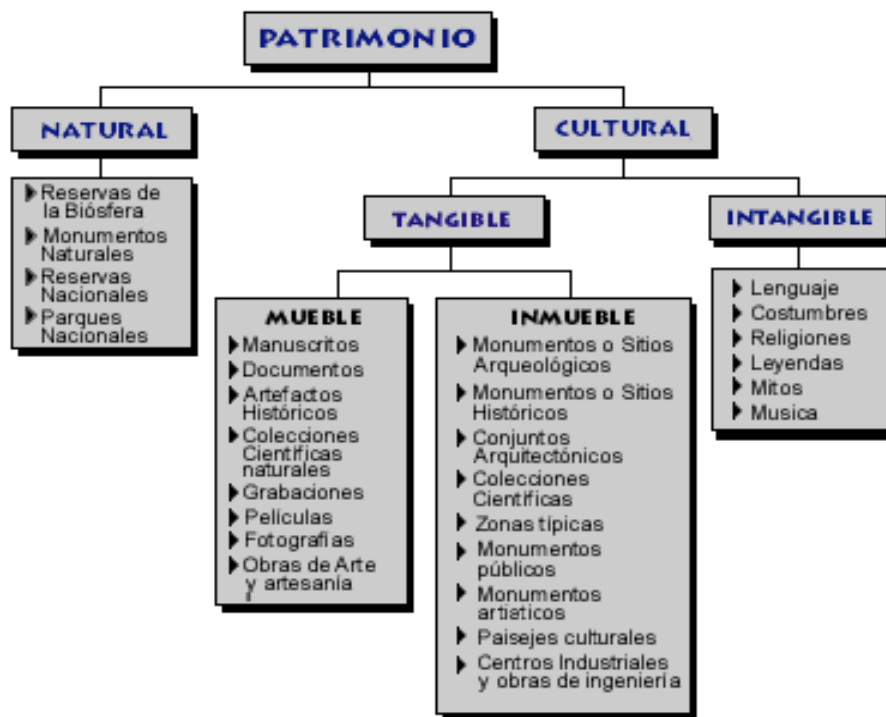 PATRIMONIO
NATURAL
Reservas de
la Biósfera
Monumentos
Naturales
Reservas
Nacionales
Parques
Nacionales
CULTURAL
TANGIBLE
MUEBLE
Manuscritos
Documentos
Artefactos
Históricos
Colecciones
Científicas
naturales
Grabaciones
Películas
Fotografías
Obras de Arte
y artesanía
INMUEBLE
Monumentos o Sitios
Arqueológicos
Monumentos o Sitios
Históricos
Conjuntos
Arquitectónicos
Colecciones
Científicas
Zonas típicas
Monumentos
públicos
Monumentos
artiaticos
Paisejes culturales
Centros Industriales
y obras de ingeniería
INTANGIBLE
Lenguaje
Costumbres
Religiones
Leyendas
Mitos
Musica